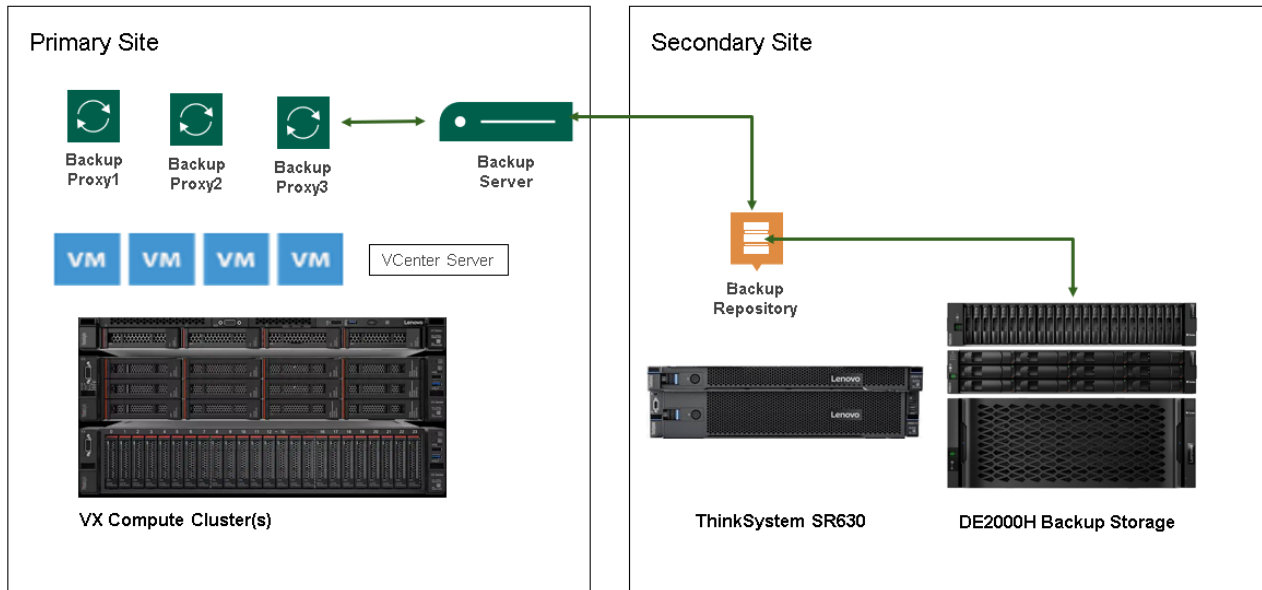 Primary Site
Secondary Site
Backup
Proxy1
Backup
Proxy2
Backup
Proxy3
Backup
Server
VM
VM
VM
VM
VCenter Server
Backup
Repository
Lenovo
Lenovo
Lenovo
VX Compute Cluster(s)
ThinkSystem SR630
DE2000H Backup Storage